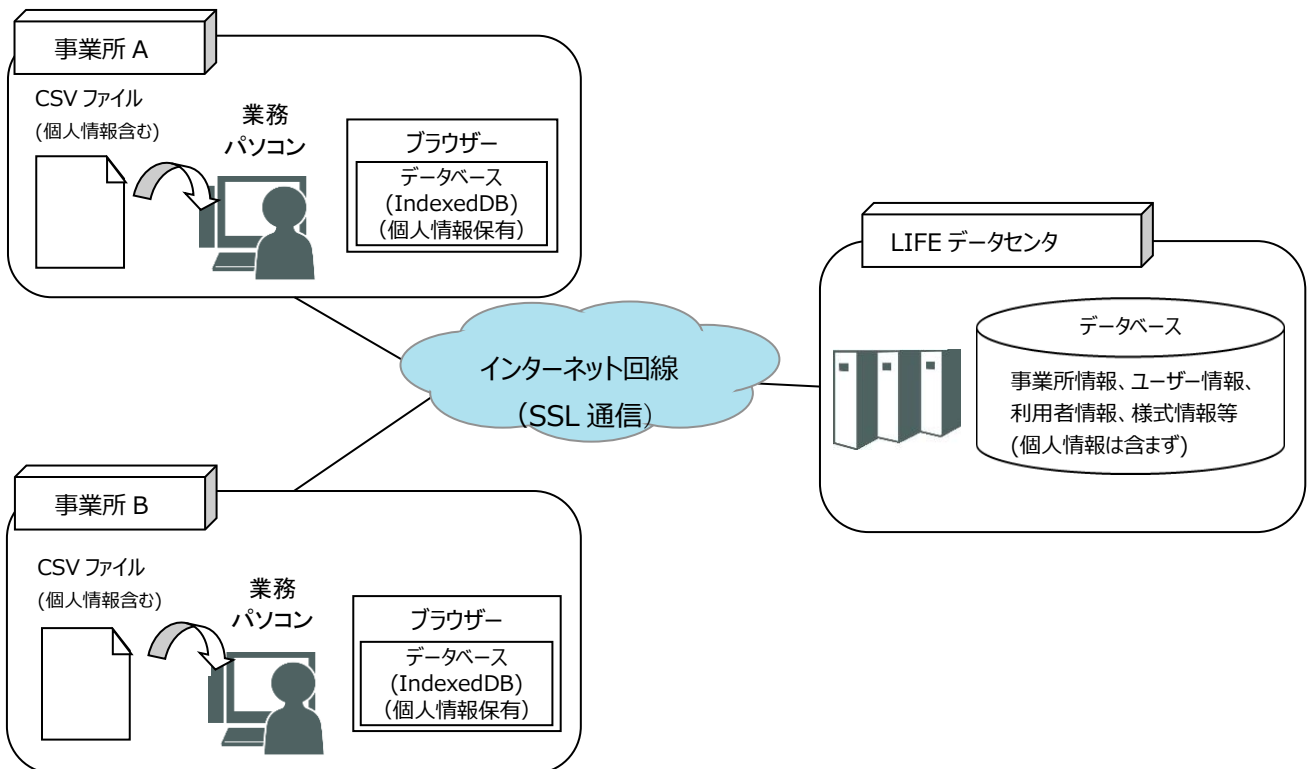 事業所 A
CSV ファイル
(個人情報含む)
業務
パソコン
ブラウザー
データベース
(IndexedDB)
（個人情報保有）
LIFE データセンタ
データベース
事業所情報、ユーザー情報、
利用者情報、様式情報等
(個人情報は含まず)
インターネット回線
（SSL 通信）
事業所 B
CSV ファイル
(個人情報含む)
業務
パソコン
ブラウザー
データベース
(IndexedDB)
（個人情報保有）